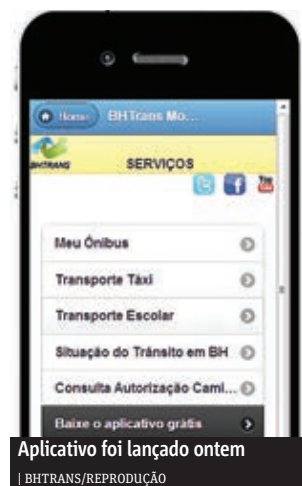 Home BHTrans Mo...
BHTRANS SERVIÇOS
You
Meu Ônibus
Transporte Táxi
Transporte Escolar
Situação do Trânsito em BH
Consulta Autorização Cami...
Baixe o aplicativo grátis
Aplicativo foi lançado ontem
| BHTRANS/REPRODUÇÃO